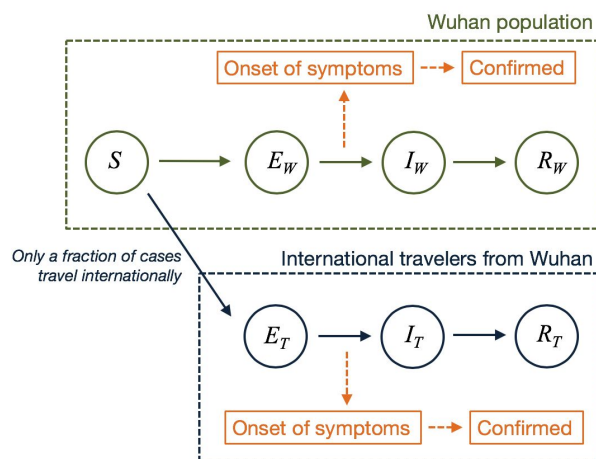 Wuhan population
Onset of symptoms
Confirmed
S
E_W
I_W
R_W
Only a fraction of cases
travel internationally
International travelers from Wuhan
E_T
I_T
R_T
Onset of symptoms
Confirmed